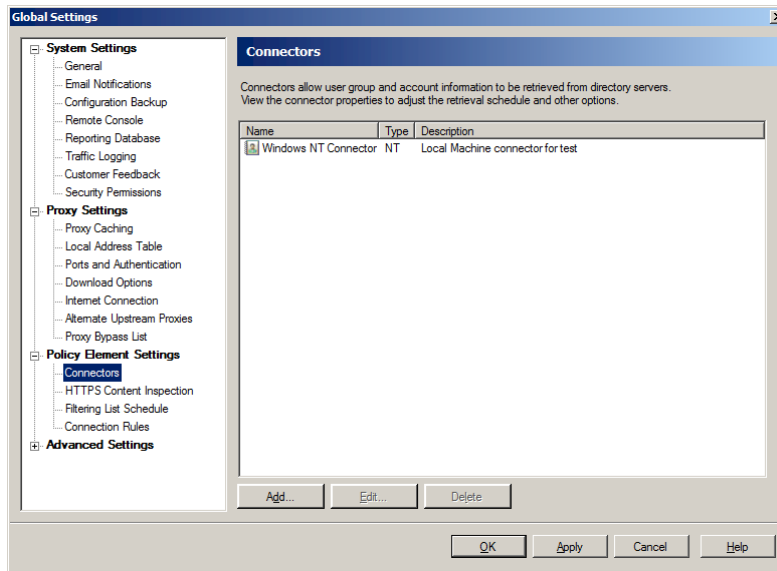 Global Settings
System Settings
General
Email Notifications
Configuration Backup
Remote Console
Reporting Database
Traffic Logging
Customer Feedback
Security Permissions
Proxy Settings
Proxy Caching
Local Address Table
Ports and Authentication
Download Options
Internet Connection
Alternate Upstream Proxies
Proxy Bypass List
Policy Element Settings
Connectors
HTTPS Content Inspection
Filtering List Schedule
Connection Rules
Advanced Settings
Connectors
Connectors allow user group and account information to be retrieved from directory servers.
View the connector properties to adjust the retrieval schedule and other options.
Name Type Description
Windows NT Connector NT Local Machine connector for test
Add... Edit... Delete
OK Apply Cancel Help